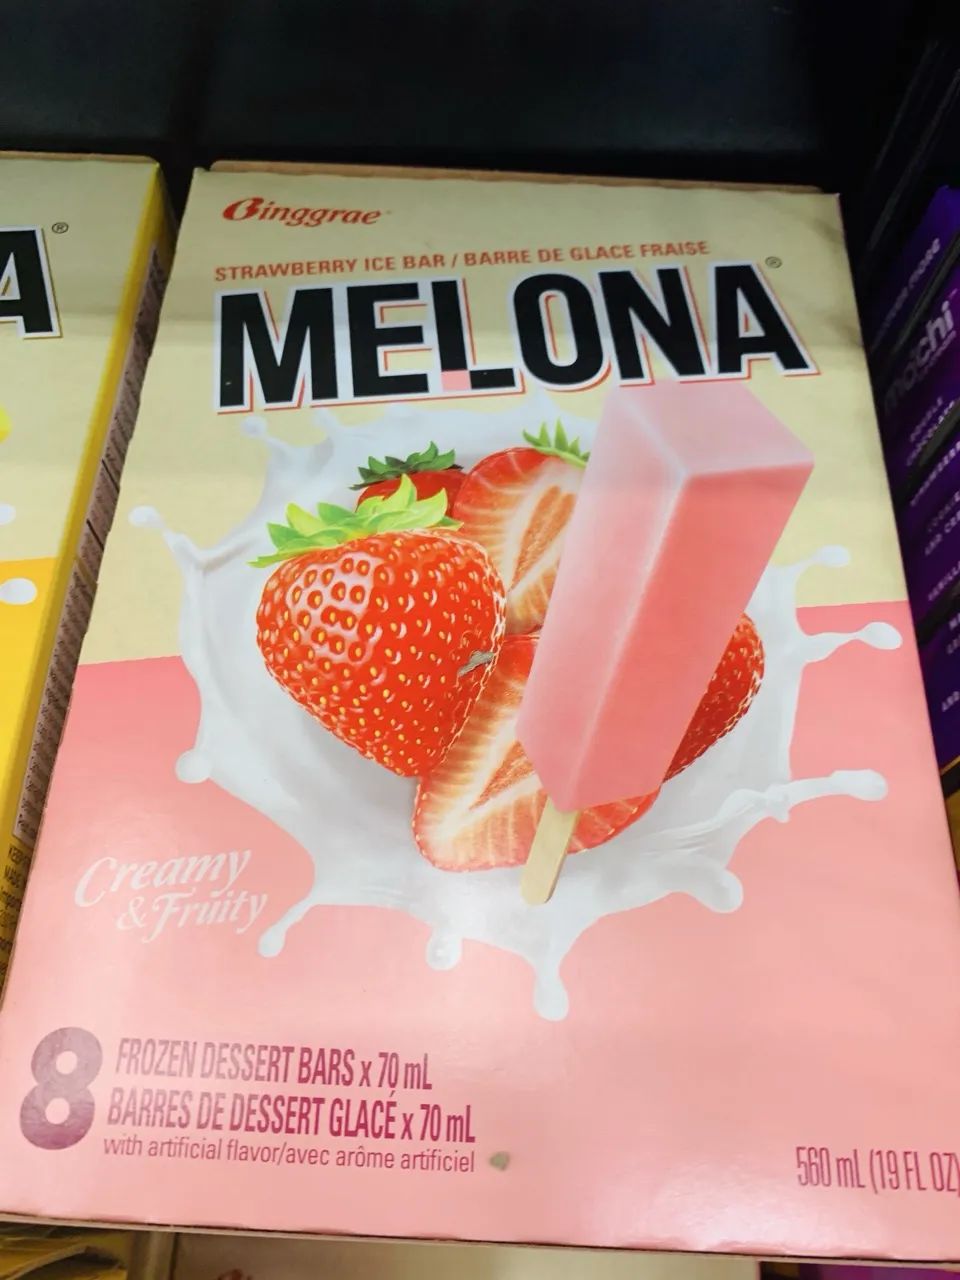 Binggrae
STRAWBERRY ICE BAR / BARRE DE GLACE FRAISE
MELONA®
Creamy
& Fruity
8 FROZEN DESSERT BARS x 70 mL
BARRES DE DESSERT GLACÉ x 70 mL
with artificial flavor/avec arôme artificiel
560 mL (19 FL OZ)
A®
mochi